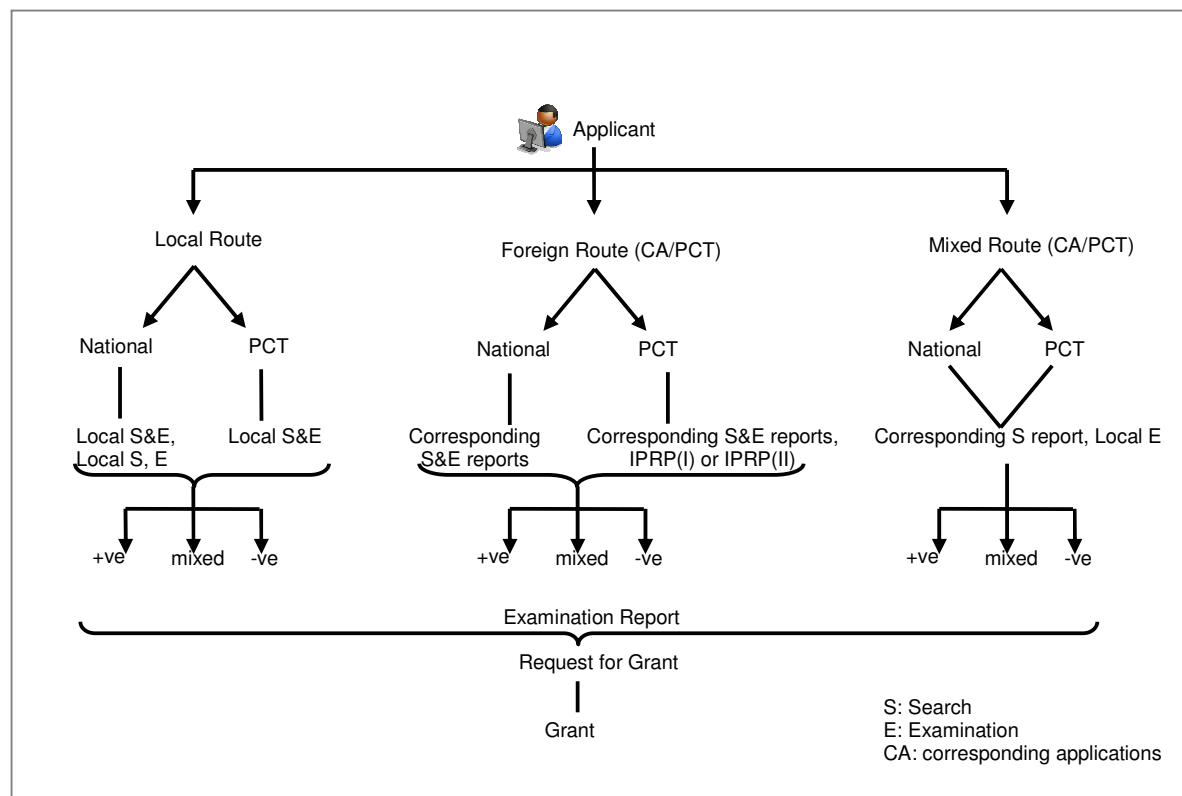 Applicant
Local Route
Foreign Route (CA/PCT)
Mixed Route (CA/PCT)
National
PCT
National
PCT
National
PCT
Local S&E,
Local S, E
Local S&E
Corresponding
S&E reports
Corresponding S&E reports,
IPRP(I) or IPRP(II)
Corresponding S report, Local E
+ve
mixed
-ve
+ve
mixed
-ve
+ve
mixed
-ve
Examination Report
Request for Grant
Grant
S: Search
E: Examination
CA: corresponding applications